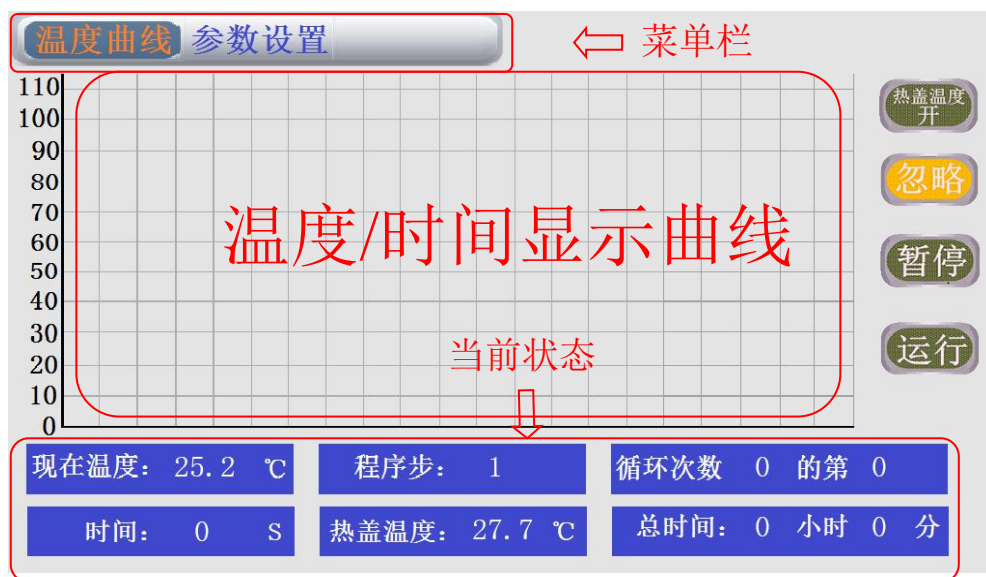 温度曲线 参数设置 菜单栏
110
热盖温度
开
100
90
忽略
80
70
温度/时间显示曲线
60
暂停
50
40
30
运行
当前状态
20
10
0
现在温度： 25.2 ℃ 程序步： 1 循环次数 0 的第 0
时间： 0 S 热盖温度： 27.7 ℃ 总时间： 0 小时 0 分